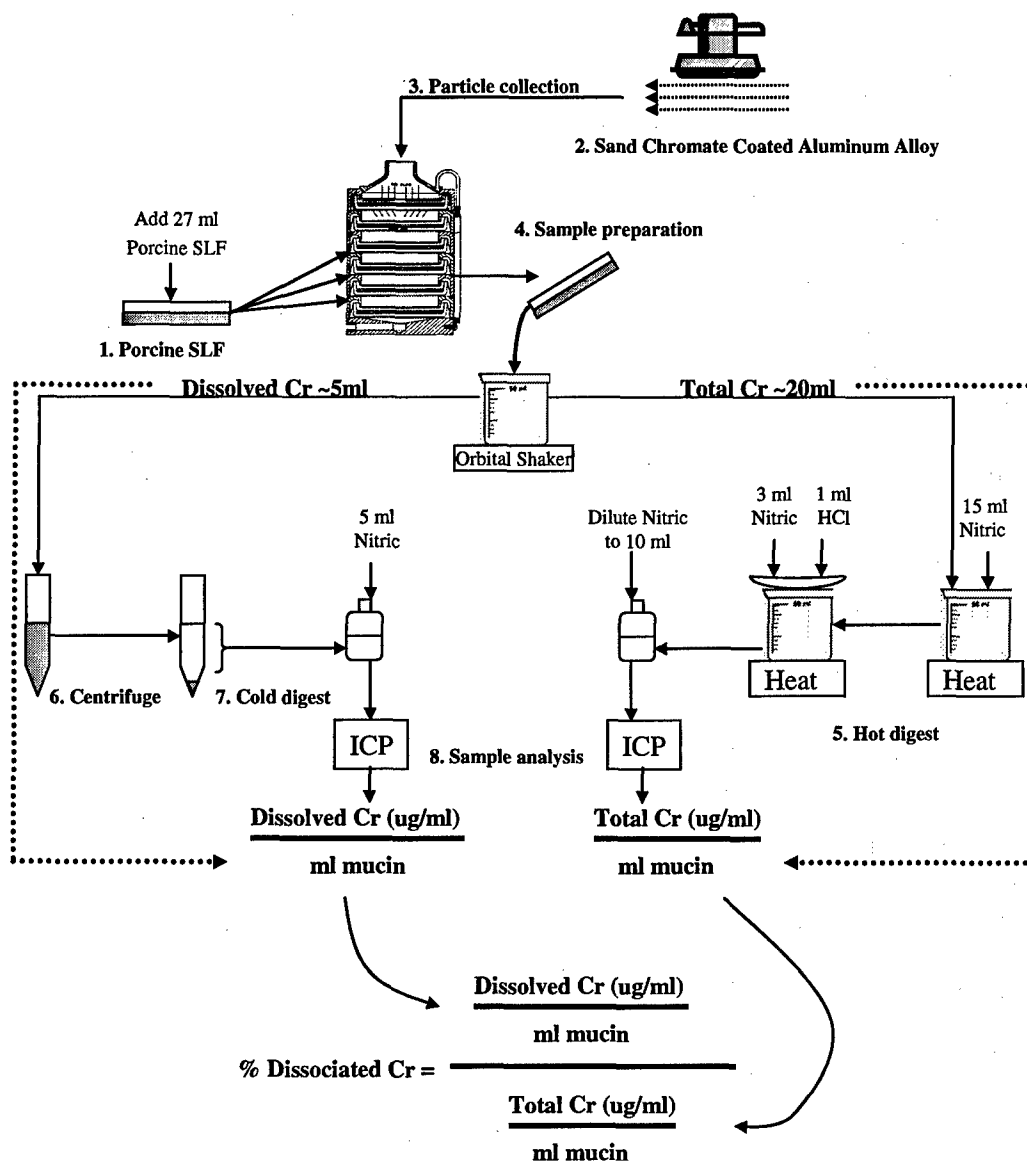 3. Particle collection
2. Sand Chromate Coated Aluminum Alloy
Add 27 ml
Porcine SLF
4. Sample preparation
1. Porcine SLF
Dissolved Cr ~5ml
Total Cr ~20ml
Orbital Shaker
5 ml
Nitric
Dilute Nitric
to 10 ml
3 ml
Nitric
1 ml
HCl
15 ml
Nitric
Heat
Heat
6. Centrifuge
7. Cold digest
5. Hot digest
ICP
8. Sample analysis
ICP
Dissolved Cr (ug/ml)
ml mucin
Total Cr (ug/ml)
ml mucin
Dissolved Cr (ug/ml)
ml mucin
% Dissociated Cr =
Total Cr (ug/ml)
ml mucin